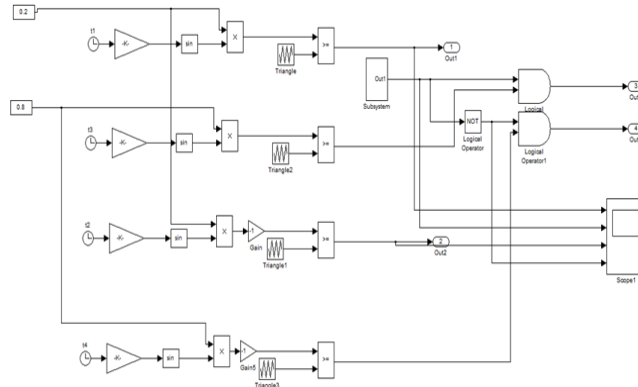 0.2
t1
-K-
sin
X
Triangle
>=
1
Out1
Out1
Subsystem
Logical
3
Out
0.8
t3
-K-
sin
X
Triangle2
>=
NOT
Logical
Operator
Logical
Operator1
4
Out
t2
-K-
sin
X
-1
Gain
Triangle1
>=
2
Out2
Scope1
t4
-K-
sin
X
-1
Gain5
Triangle3
>=